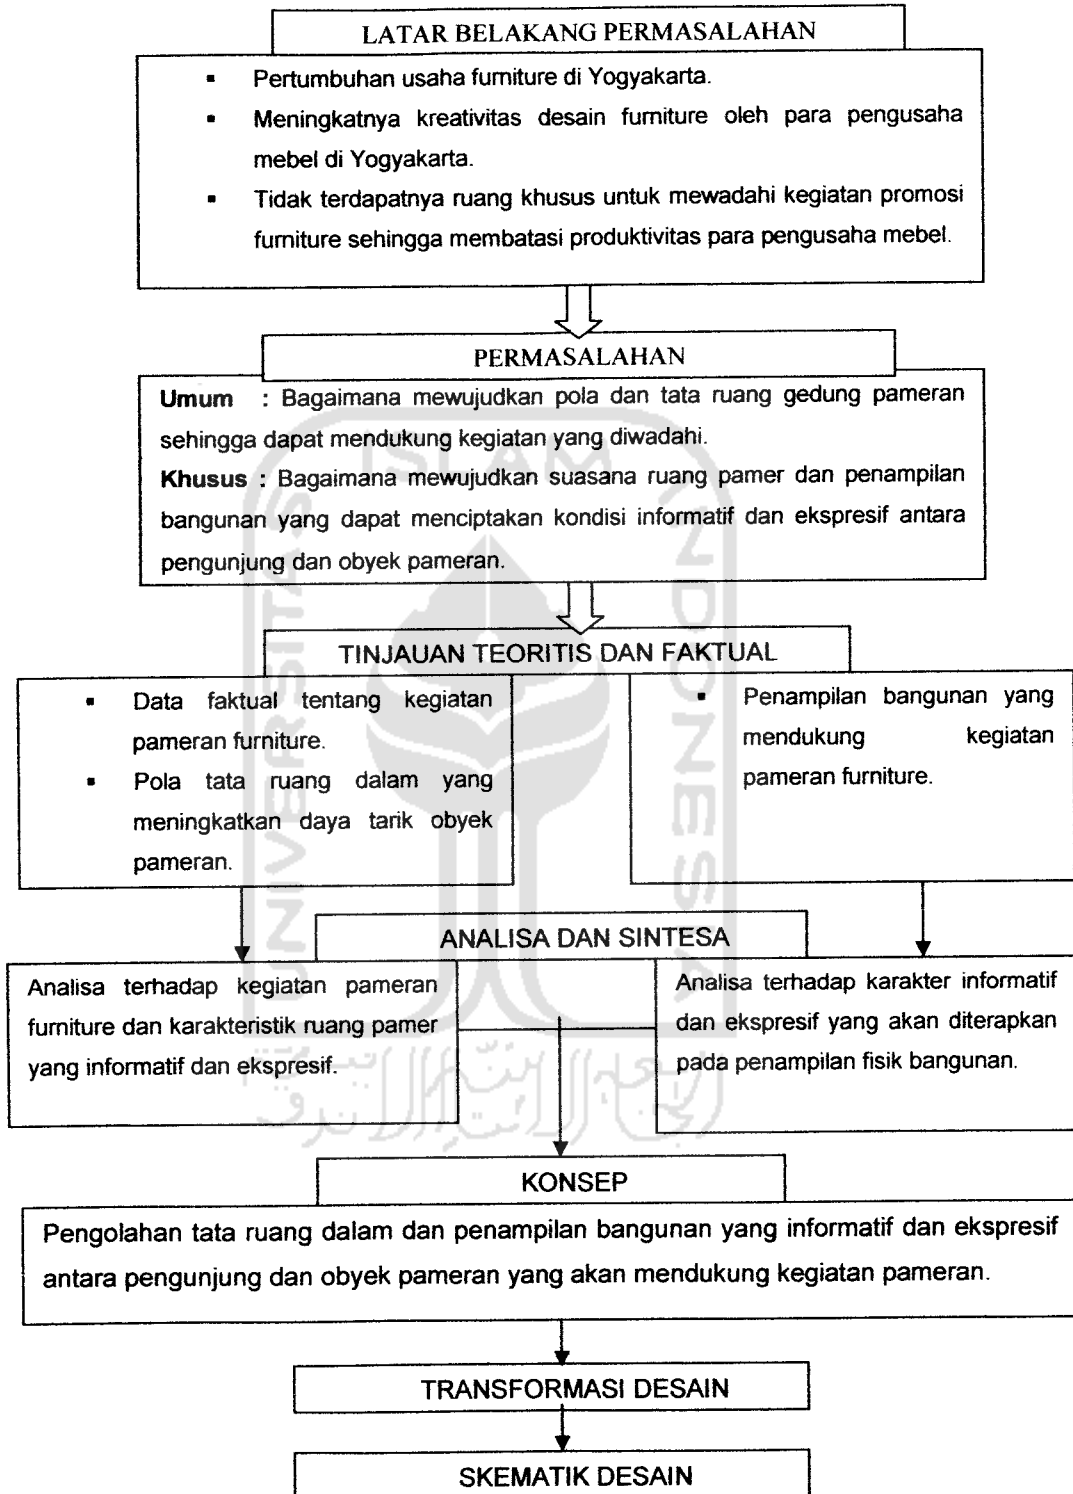 LATAR BELAKANG PERMASALAHAN
▪ Pertumbuhan usaha furniture di Yogyakarta.
▪ Meningkatnya kreativitas desain furniture oleh para pengusaha
mebel di Yogyakarta.
▪ Tidak terdapatnya ruang khusus untuk mewadahi kegiatan promosi
furniture sehingga membatasi produktivitas para pengusaha mebel.
PERMASALAHAN
Umum : Bagaimana mewujudkan pola dan tata ruang gedung pameran
sehingga dapat mendukung kegiatan yang diwadahi.
Khusus : Bagaimana mewujudkan suasana ruang pamer dan penampilan
bangunan yang dapat menciptakan kondisi informatif dan ekspresif antara
pengunjung dan obyek pameran.
TINJAUAN TEORITIS DAN FAKTUAL
▪ Data faktual tentang kegiatan
pameran furniture.
▪ Pola tata ruang dalam yang
meningkatkan daya tarik obyek
pameran.
▪ Penampilan bangunan yang
mendukung kegiatan
pameran furniture.
ANALISA DAN SINTESA
Analisa terhadap kegiatan pameran
furniture dan karakteristik ruang pamer
yang informatif dan ekspresif.
Analisa terhadap karakter informatif
dan ekspresif yang akan diterapkan
pada penampilan fisik bangunan.
KONSEP
Pengolahan tata ruang dalam dan penampilan bangunan yang informatif dan ekspresif
antara pengunjung dan obyek pameran yang akan mendukung kegiatan pameran.
TRANSFORMASI DESAIN
SKEMATIK DESAIN
UNIVERSITAS
ISLAM
INDONESIA